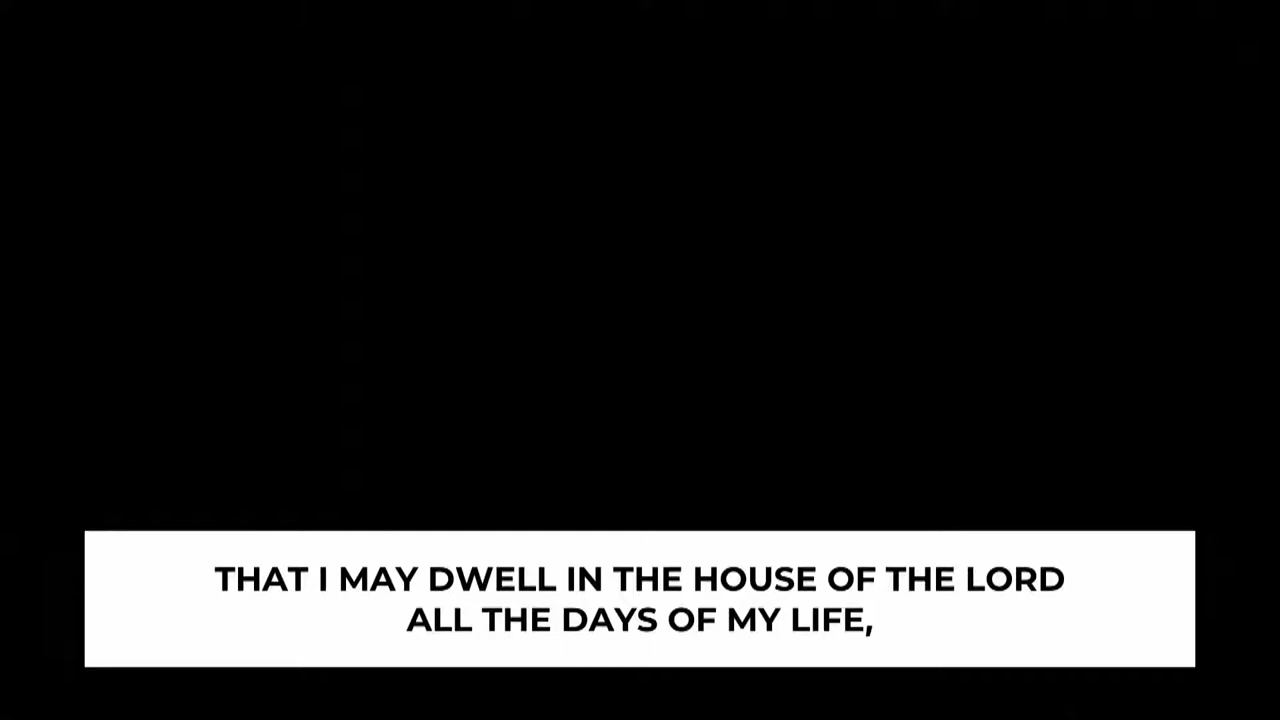 THAT I MAY DWELL IN THE HOUSE OF THE LORD
ALL THE DAYS OF MY LIFE,